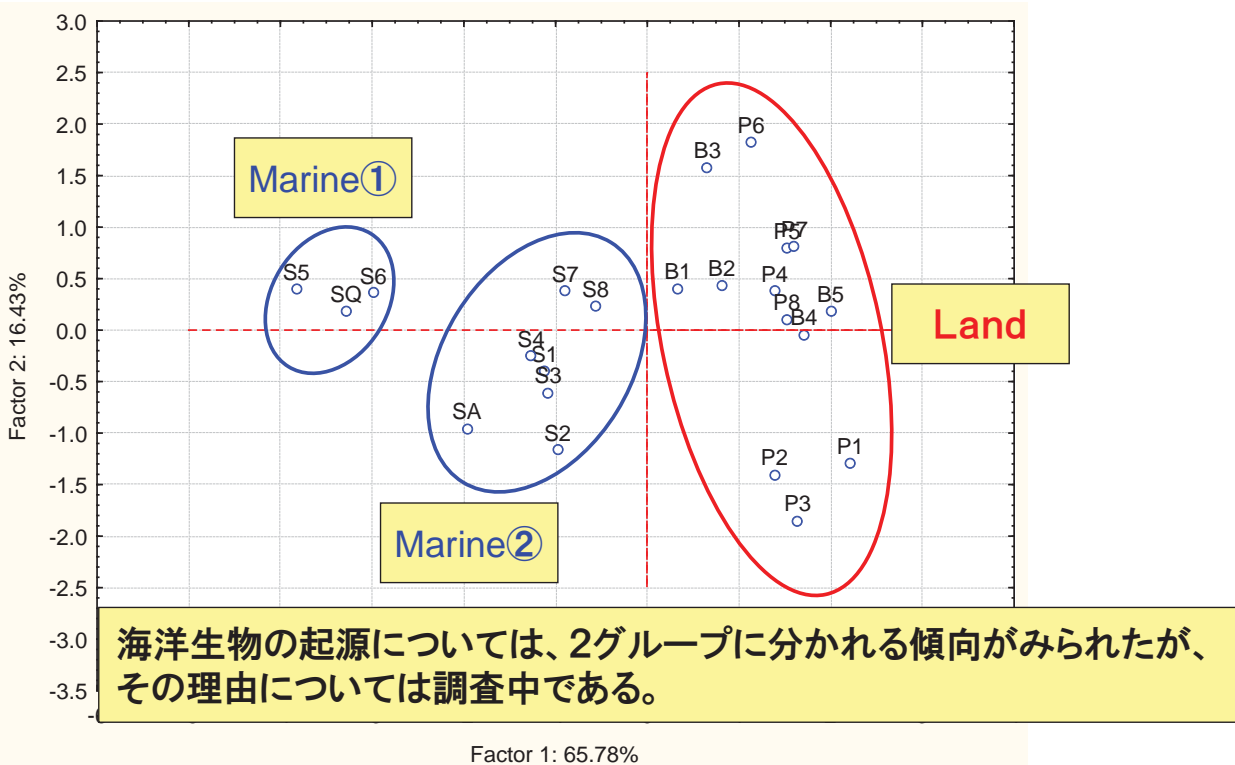 3.0
2.5
2.0
1.5
1.0
0.5
0.0
-0.5
-1.0
-1.5
-2.0
-2.5
-3.0
-3.5
Factor 2: 16.43%
Marine①
S5
SQ
S6
Marine②
S7
S8
S4
S1
S3
SA
S2
Land
P6
B3
P5
P7
B1
B2
P4
P8
B5
B4
P2
P1
P3
海洋生物の起源については、2グループに分かれる傾向がみられたが、
その理由については調査中である。
Factor 1: 65.78%